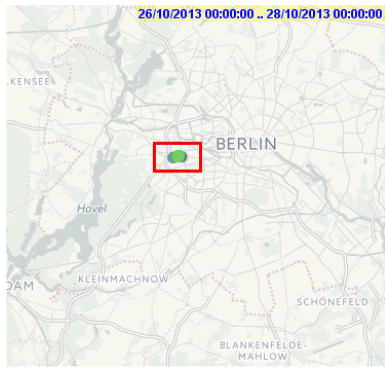 26/10/2013 00:00:00 .. 28/10/2013 00:00:00
LKENSEE
BERLIN
Havel
DAM
KLEINMACHNOW
SCHÖNEFELD
BLANKENFELDE-
MAHLOW